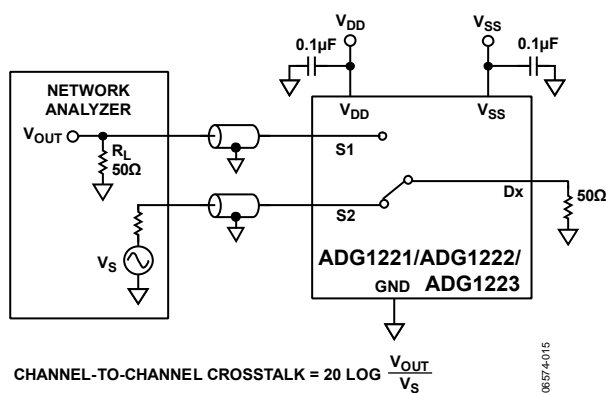 VDD
VSS
0.1µF
0.1µF
VDD
VSS
NETWORK
ANALYZER
VOUT
RL
50Ω
S1
S2
Dx
50Ω
VS
ADG1221/ADG1222/
ADG1223
GND
CHANNEL-TO-CHANNEL CROSSTALK = 20 LOG VOUT/VS
06574-015